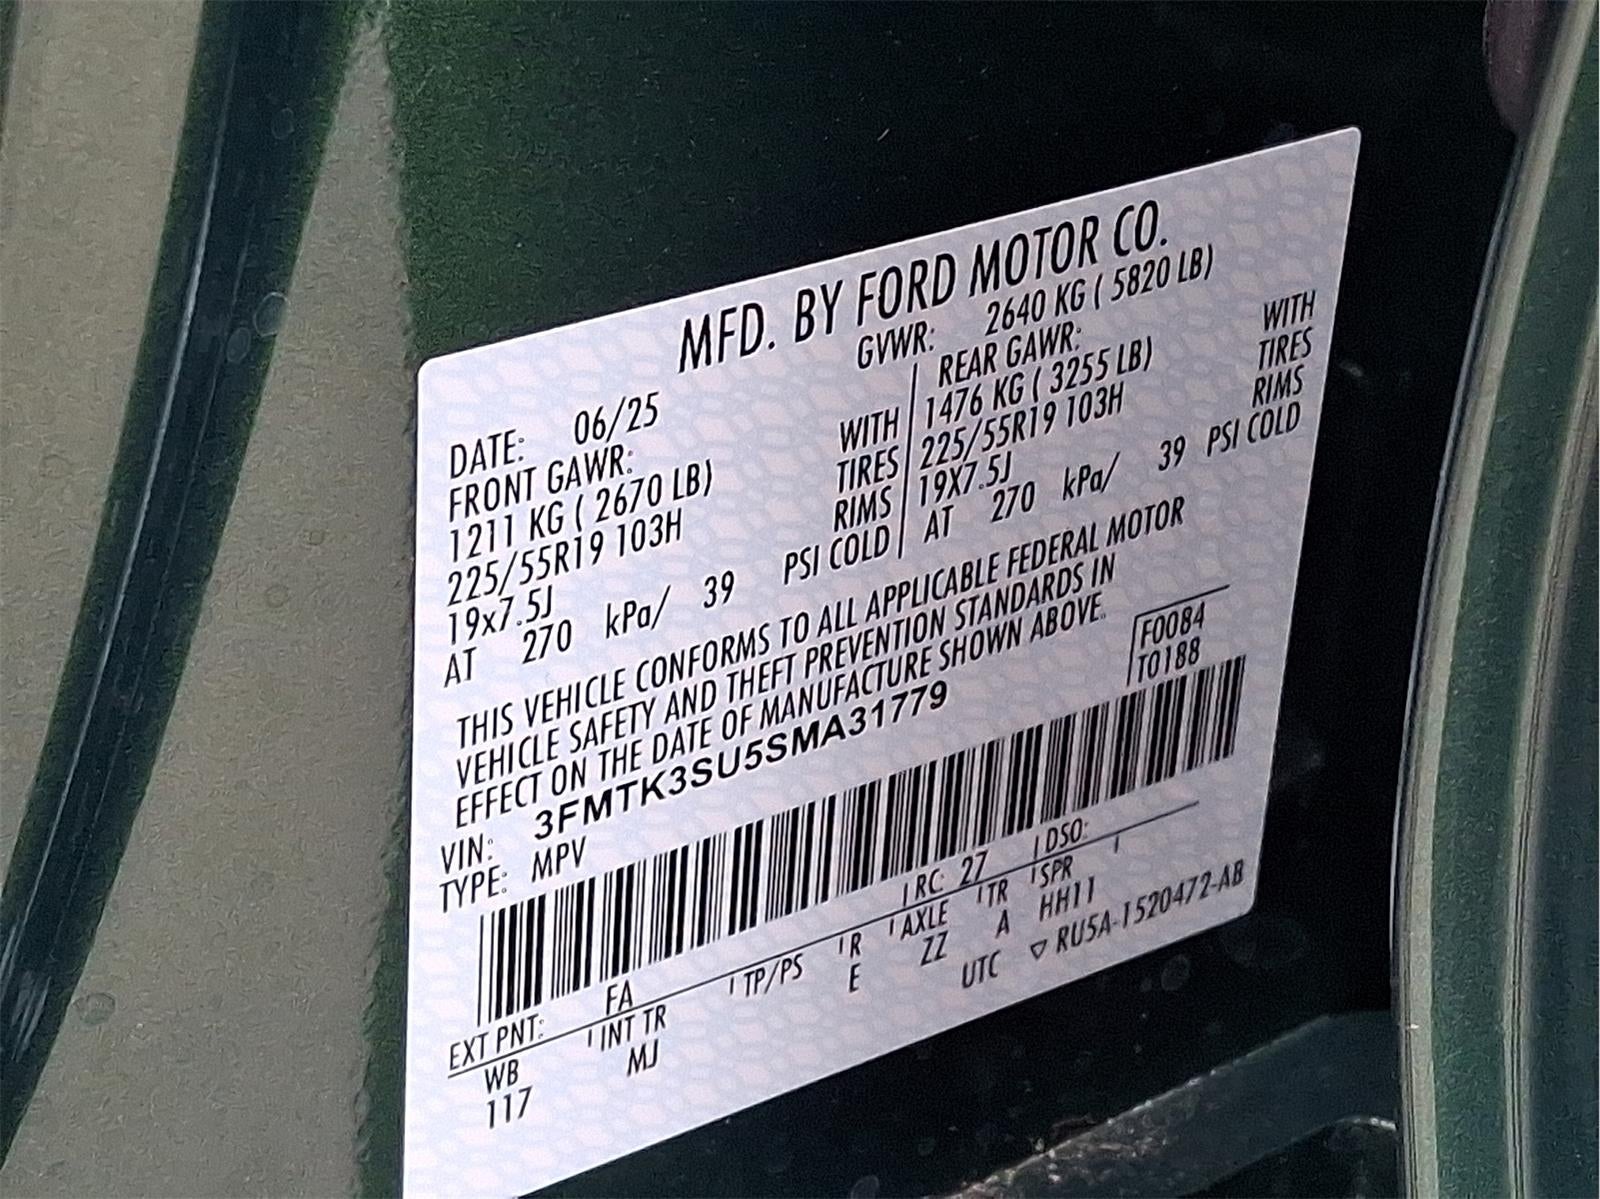 MFD. BY FORD MOTOR CO.
DATE: 06/25 GVWR: 2640 KG ( 5820 LB)
FRONT GAWR: REAR GAWR:
1211 KG ( 2670 LB) WITH 1476 KG ( 3255 LB) WITH
225/55R19 103H TIRES 225/55R19 103H TIRES
19x7.5J RIMS 19X7.5J RIMS
AT 270 kPa/ 39 PSI COLD AT 270 kPa/ 39 PSI COLD
THIS VEHICLE CONFORMS TO ALL APPLICABLE FEDERAL MOTOR
VEHICLE SAFETY AND THEFT PREVENTION STANDARDS IN
EFFECT ON THE DATE OF MANUFACTURE SHOWN ABOVE.
VIN: 3FMTK3SU5SMA31779 F0084
TYPE: MPV T0188
EXT PNT: FA RC: 27 DSO:
WB INT TR TP/PS R AXLE TR SPR
117 MJ E ZZ A HH11
UTC ▽ RU5A-1520472-AB